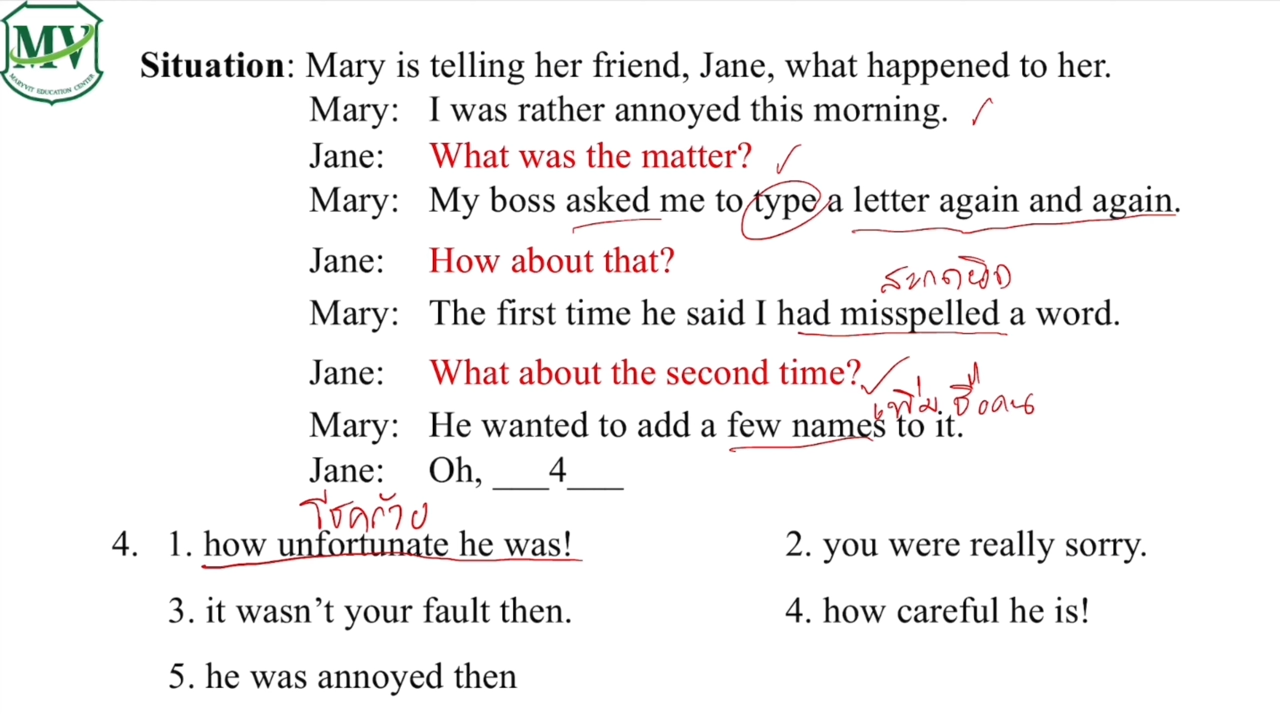 MV
MARYVIT EDUCATION CENTER
Situation: Mary is telling her friend, Jane, what happened to her.
Mary: I was rather annoyed this morning.
Jane: What was the matter?
Mary: My boss asked me to type a letter again and again.
Jane: How about that?
สะกดผิด
Mary: The first time he said I had misspelled a word.
Jane: What about the second time?
เพิ่มชื่อคน
Mary: He wanted to add a few names to it.
Jane: Oh, ___4___
โชคร้าย
4. 1. how unfortunate he was! 2. you were really sorry.
3. it wasn’t your fault then. 4. how careful he is!
5. he was annoyed then